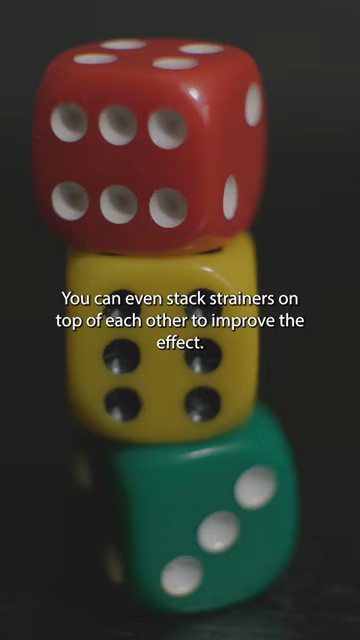 You can even stack strainers on
top of each other to improve the
effect.